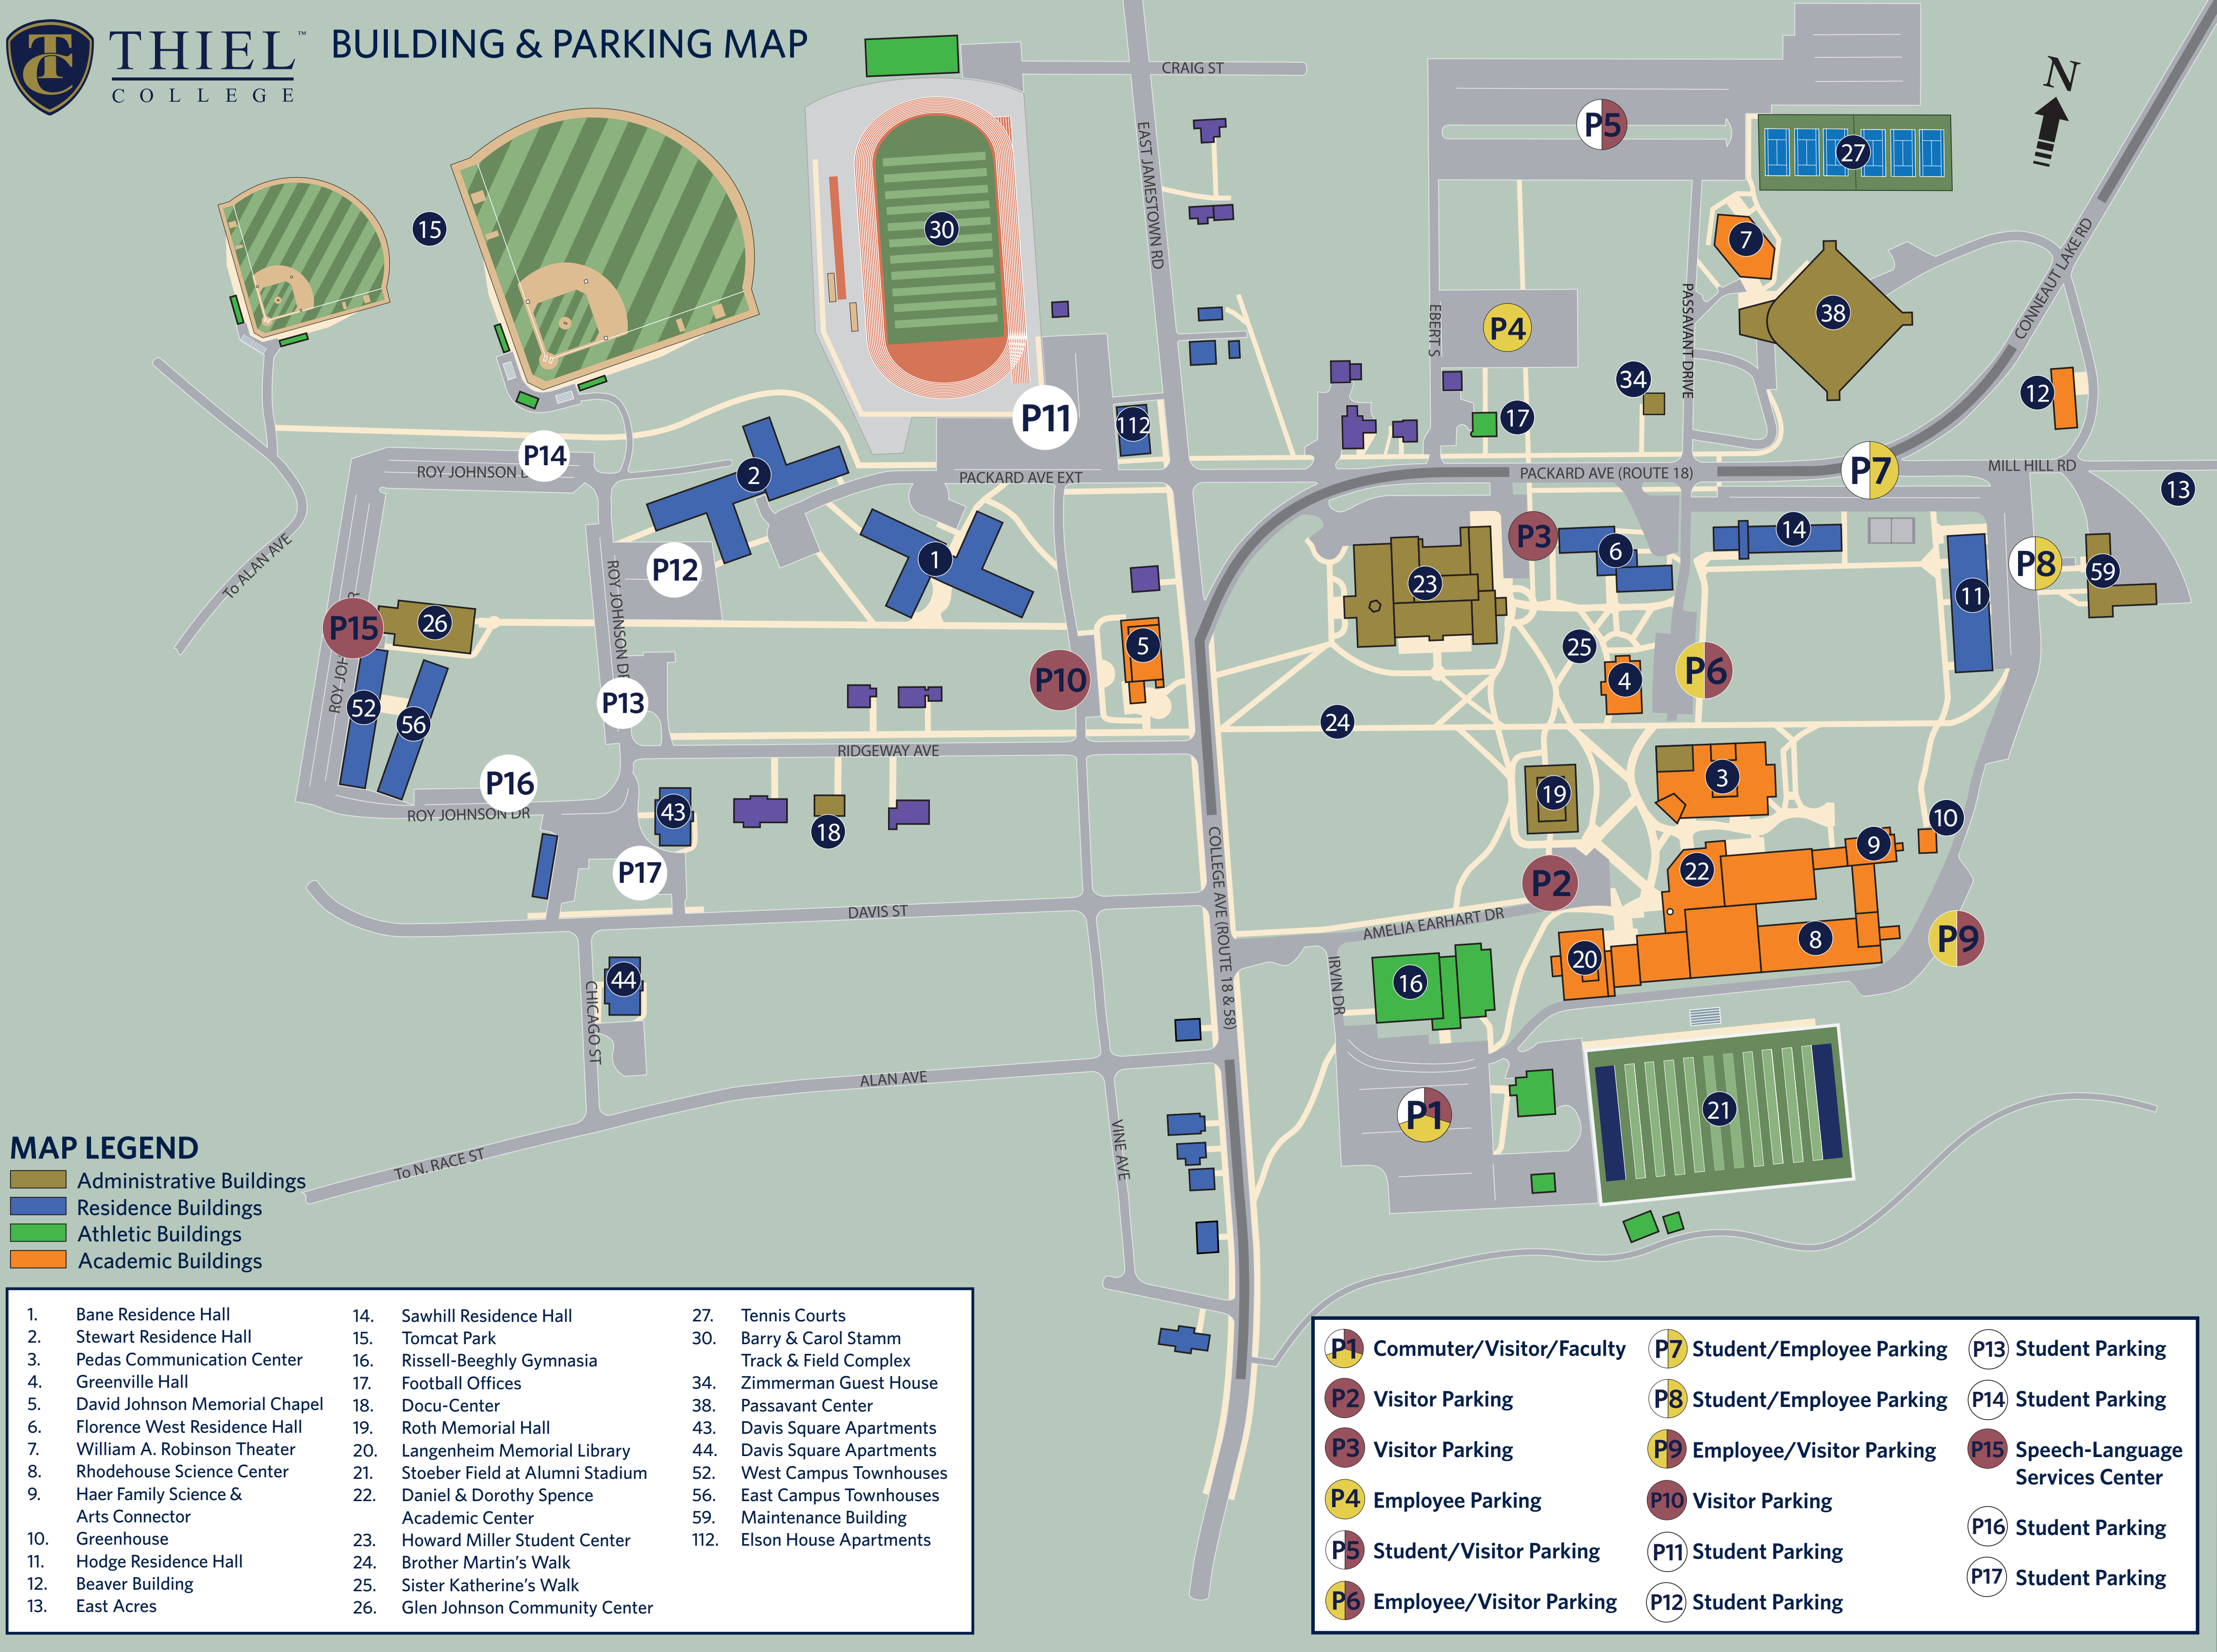 THIEL™
COLLEGE
BUILDING & PARKING MAP
N
CRAIG ST
EAST JAMESTOWN RD
P5
27
15
30
7
38
CONNEAUT LAKE RD
EBERT S
P4
PASSAVANT DRIVE
34
12
17
P11
112
P14
ROY JOHNSON D
2
PACKARD AVE EXT
PACKARD AVE (ROUTE 18)
P7
MILL HILL RD
13
To ALAN AVE
P12
1
P3
6
14
23
P8
59
11
ROY JOHNSON DR
P15
26
5
25
P10
4
P6
52
56
P13
24
ROY JOH
R
RIDGEWAY AVE
P16
ROY JOHNSON DR
43
18
19
3
10
9
22
P17
P2
DAVIS ST
COLLEGE AVE (ROUTE 18 & 58)
AMELIA EARHART DR
P9
8
20
16
IRVIN DR
44
CHICAGO ST
ALAN AVE
P1
21
VINE AVE
To N. RACE ST
MAP LEGEND
Administrative Buildings
Residence Buildings
Athletic Buildings
Academic Buildings
1. Bane Residence Hall
2. Stewart Residence Hall
3. Pedas Communication Center
4. Greenville Hall
5. David Johnson Memorial Chapel
6. Florence West Residence Hall
7. William A. Robinson Theater
8. Rhodehouse Science Center
9. Haer Family Science &
Arts Connector
10. Greenhouse
11. Hodge Residence Hall
12. Beaver Building
13. East Acres
14. Sawhill Residence Hall
15. Tomcat Park
16. Rissell-Beeghly Gymnasia
17. Football Offices
18. Docu-Center
19. Roth Memorial Hall
20. Langenheim Memorial Library
21. Stoeber Field at Alumni Stadium
22. Daniel & Dorothy Spence
Academic Center
23. Howard Miller Student Center
24. Brother Martin's Walk
25. Sister Katherine's Walk
26. Glen Johnson Community Center
27. Tennis Courts
30. Barry & Carol Stamm
Track & Field Complex
34. Zimmerman Guest House
38. Passavant Center
43. Davis Square Apartments
44. Davis Square Apartments
52. West Campus Townhouses
56. East Campus Townhouses
59. Maintenance Building
112. Elson House Apartments
P1 Commuter/Visitor/Faculty
P2 Visitor Parking
P3 Visitor Parking
P4 Employee Parking
P5 Student/Visitor Parking
P6 Employee/Visitor Parking
P7 Student/Employee Parking
P8 Student/Employee Parking
P9 Employee/Visitor Parking
P10 Visitor Parking
P11 Student Parking
P12 Student Parking
P13 Student Parking
P14 Student Parking
P15 Speech-Language
Services Center
P16 Student Parking
P17 Student Parking